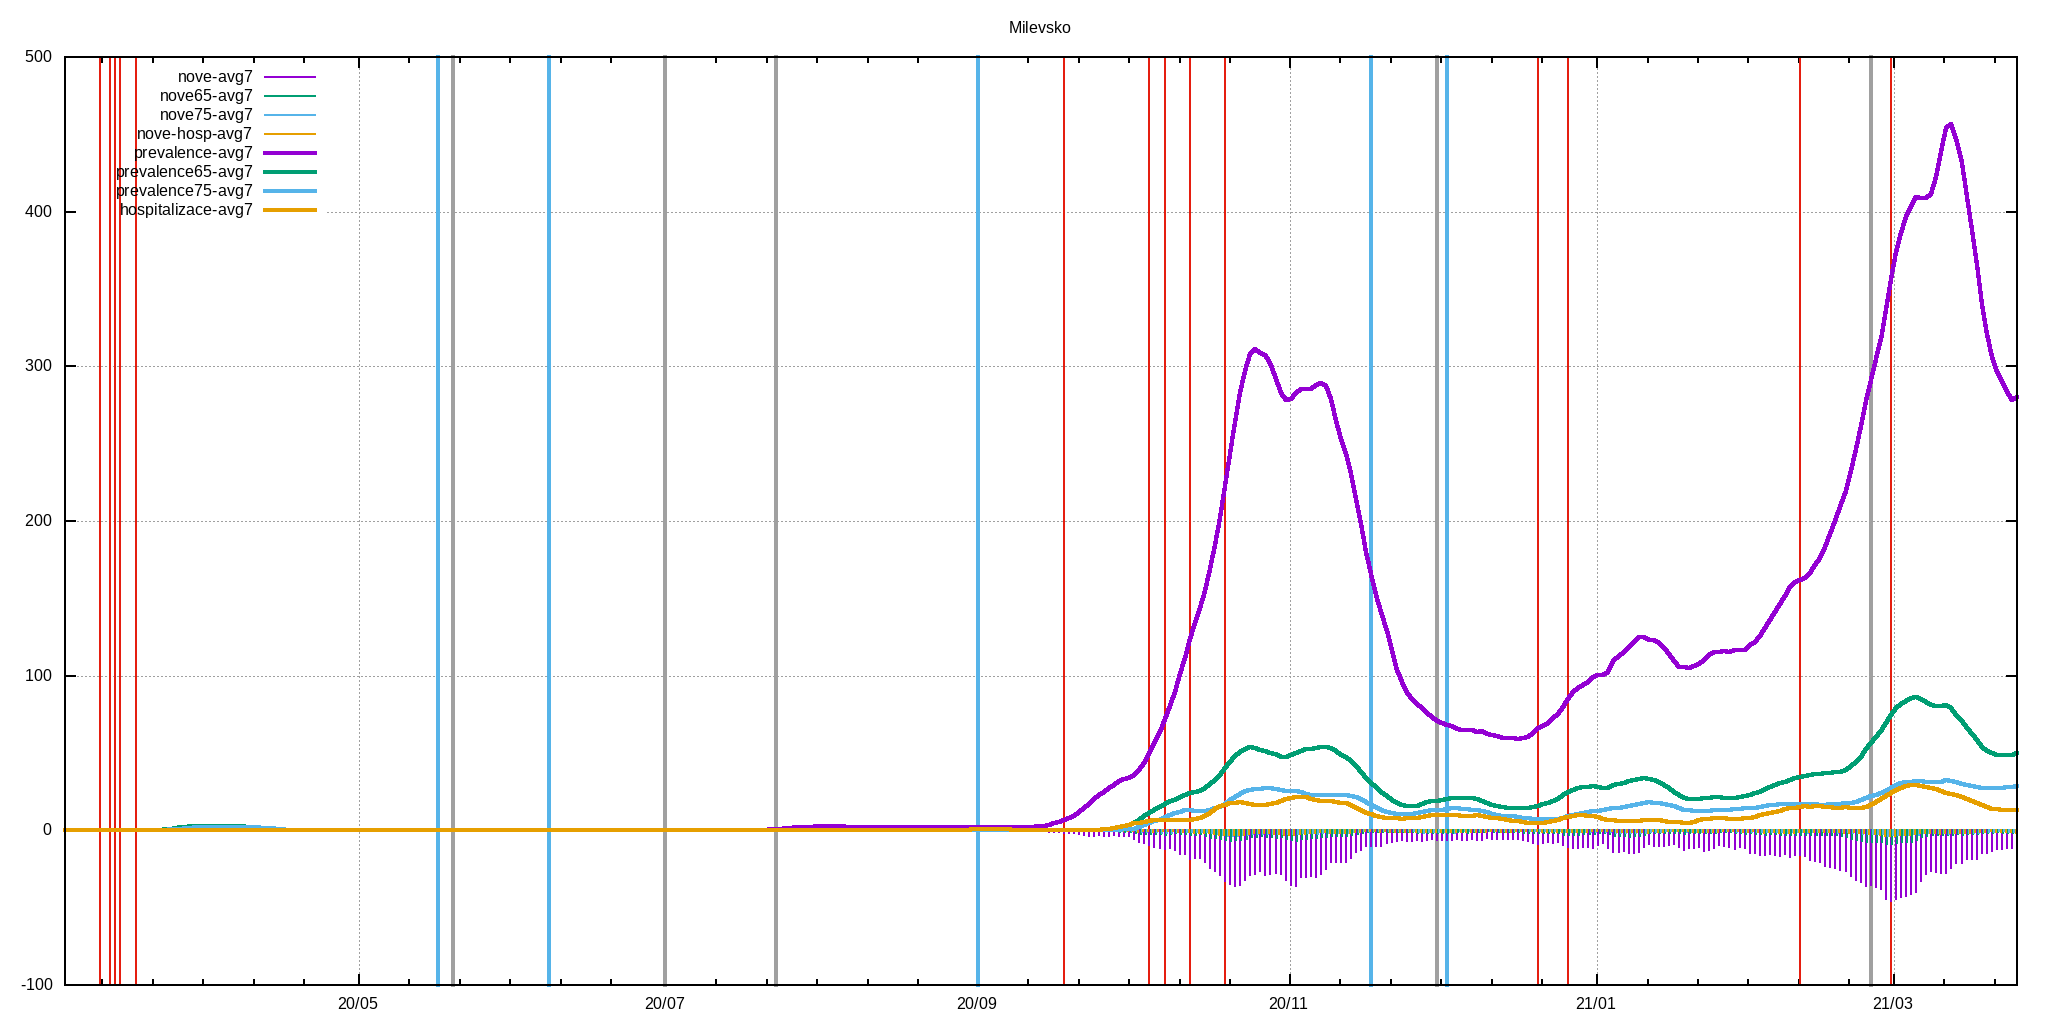 Milevsko
500
nove-avg7
nove65-avg7
nove75-avg7
nove-hosp-avg7
prevalence-avg7
prevalence65-avg7
prevalence75-avg7
hospitalizace-avg7
400
300
200
100
0
-100
20/05 20/07 20/09 20/11 21/01 21/03